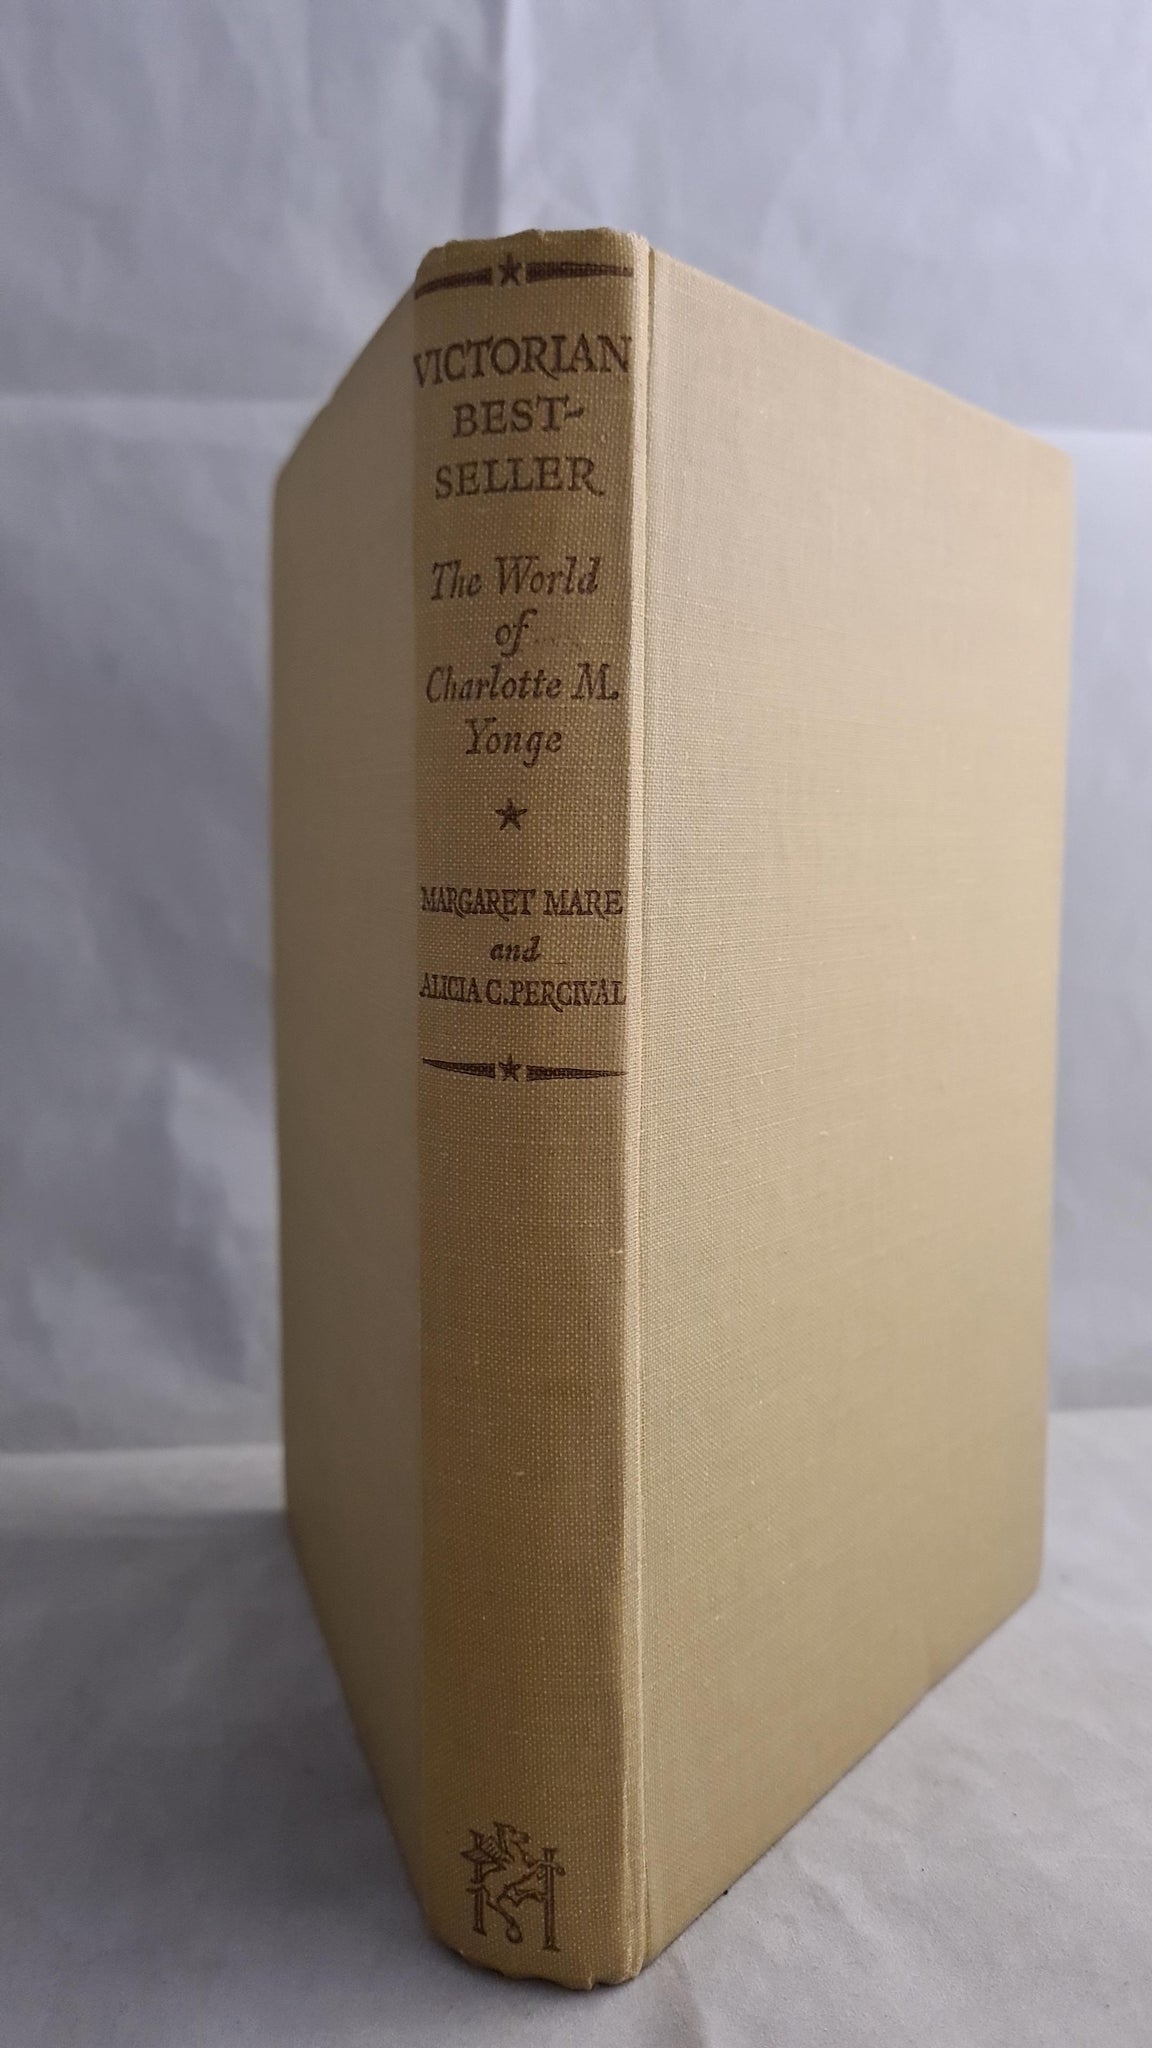 VICTORIAN
BEST-
SELLER
The World
of
Charlotte M.
Yonge
MARGARET MARE
and
ALICIA C. PERCIVAL